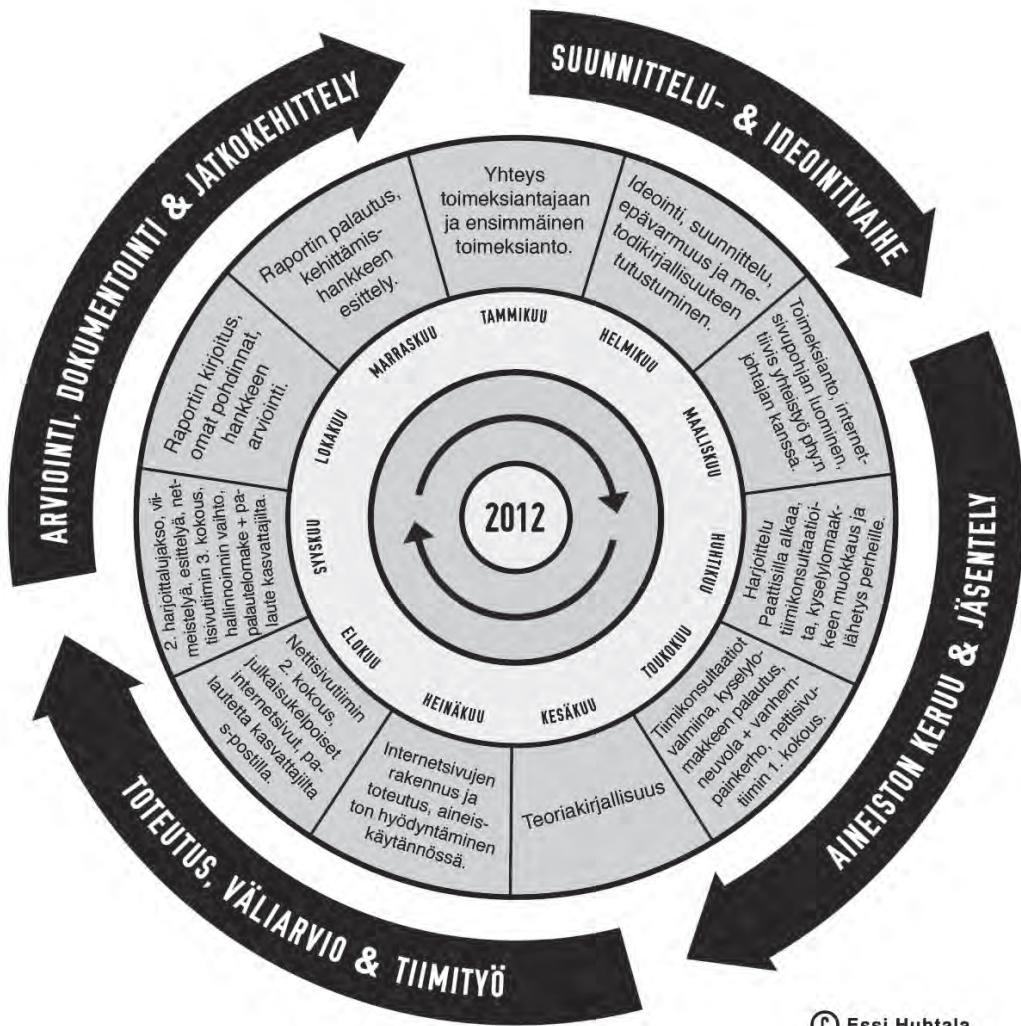 SUUNNITTELU- & IDEOINTIVAIHE
AINEISTON KERUU & JÄSENTELY
TOTEUTUS, VÄLIARVIO & TIIMITYÖ
ARVIOINTI, DOKUMENTOINTI & JATKOKEHITTELY
Yhteys
toimeksiantajaan
ja ensimmäinen
toimeksianto.
Ideointi, suunnittelu,
epävarmuus ja me-
todikirjallisuuteen
tutustuminen.
Toimeksianto, internet-
sivupohjan luominen,
tiivis yhteistyö phy'n
johtajan kanssa.
Harjoittelu
Paattisilla alkaa,
tiimikonsultaatioi-
ta, kyselylomaak-
keen muokkaus ja
lähetys perheille.
Tiimikonsultaatiot
valmiina, kyselylo-
makkeen palautus,
neuvola + vanhem-
painkerho, nettisivu-
tiimin 1. kokous.
Teoriakirjallisuus
Internetsivujen
rakennus ja
toteutus, aineis-
ton hyödyntäminen
käytännössä.
Nettisivutiimin
2. kokous,
julkaisukelpoiset
internetsivut, pa-
lautetta kasvattajilta
s-postilla.
2. harjoittalujakso, vii-
meistelyä, esittelyä, net-
tisivutiimin 3. kokous,
hallinnoinnin vaihto,
palautelomake + pa-
laute kasvattajilta.
Raportin kirjoitus,
omat pohdinnat,
hankkeen
arviointi.
Raportin palautus,
kehittämis-
hankkeen
esittely.
TAMMIKUU
HELMIKUU
MAALISKUU
HUHTIKUU
TOUKOKUU
KESÄKUU
HEINÄKUU
ELOKUU
SYYSKUU
LOKAKUU
MARRASKUU
2012
© Essi Huhtala